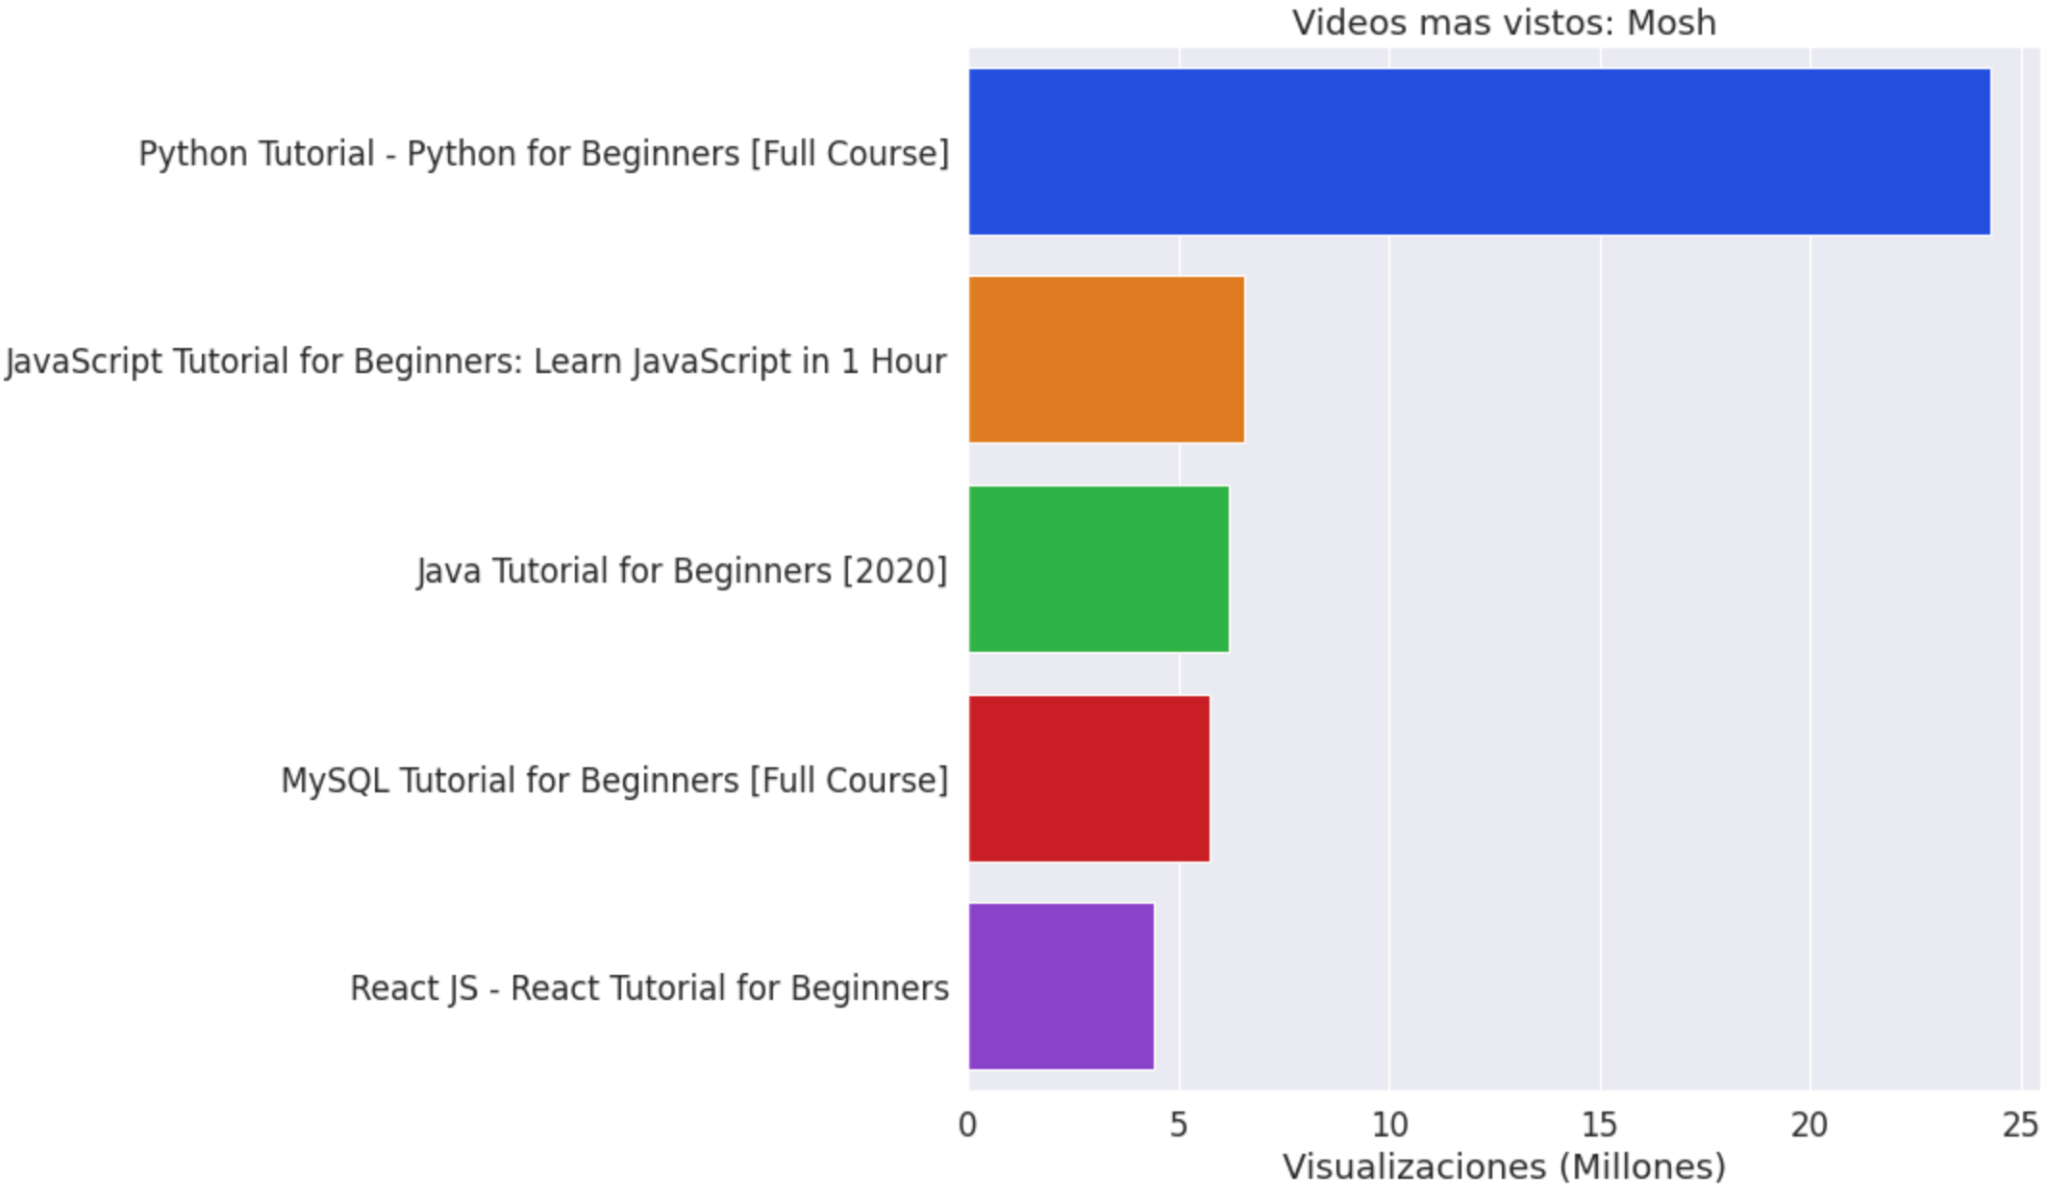 Videos mas vistos: Mosh
Python Tutorial - Python for Beginners [Full Course]
JavaScript Tutorial for Beginners: Learn JavaScript in 1 Hour
Java Tutorial for Beginners [2020]
MySQL Tutorial for Beginners [Full Course]
React JS - React Tutorial for Beginners
0 5 10 15 20 25
Visualizaciones (Millones)